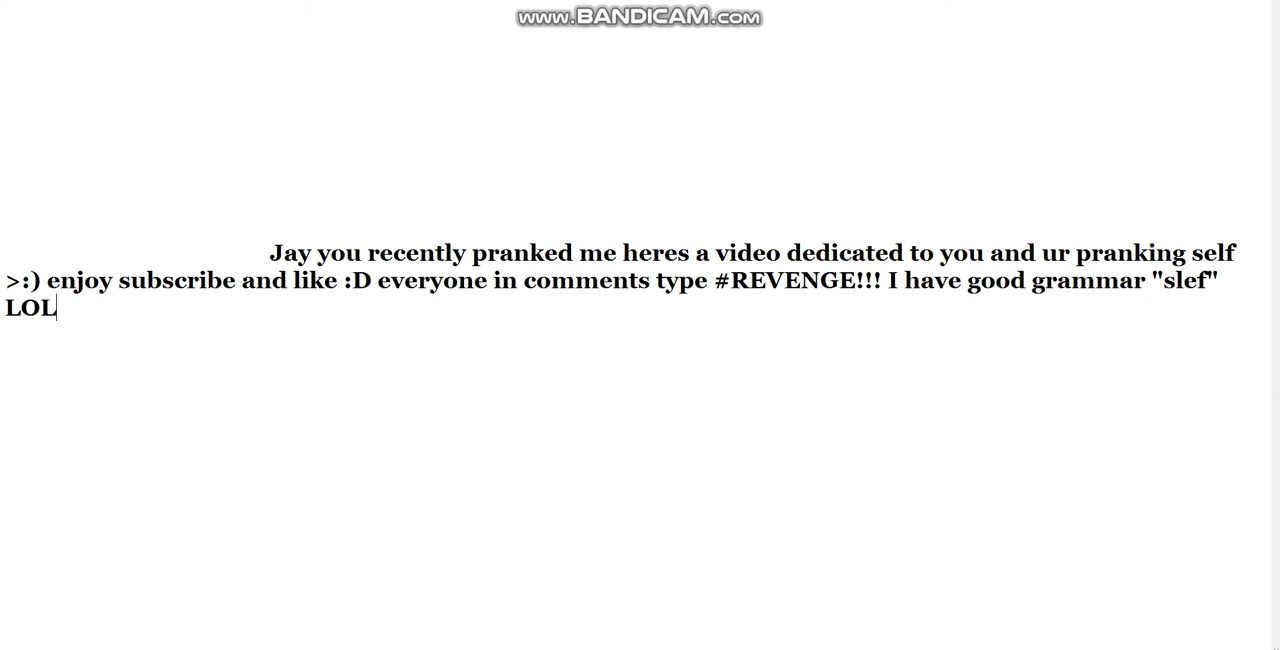 www.BANDICAM.com
Jay you recently pranked me heres a video dedicated to you and ur pranking self
>:) enjoy subscribe and like :D everyone in comments type #REVENGE!!! I have good grammar "slef"
LOL